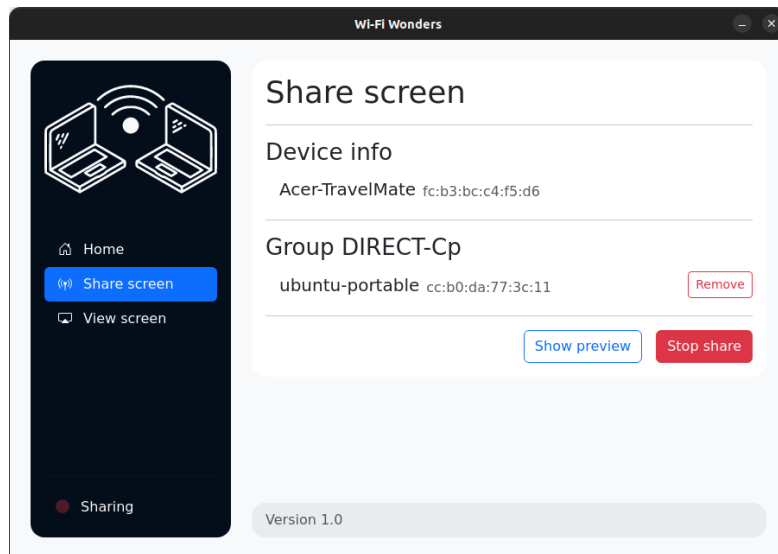 Wi-Fi Wonders
Home
Share screen
View screen
Sharing
Share screen
Device info
Acer-TravelMate fc:b3:bc:c4:f5:d6
Group DIRECT-Cp
ubuntu-portable cc:b0:da:77:3c:11 Remove
Show preview Stop share
Version 1.0